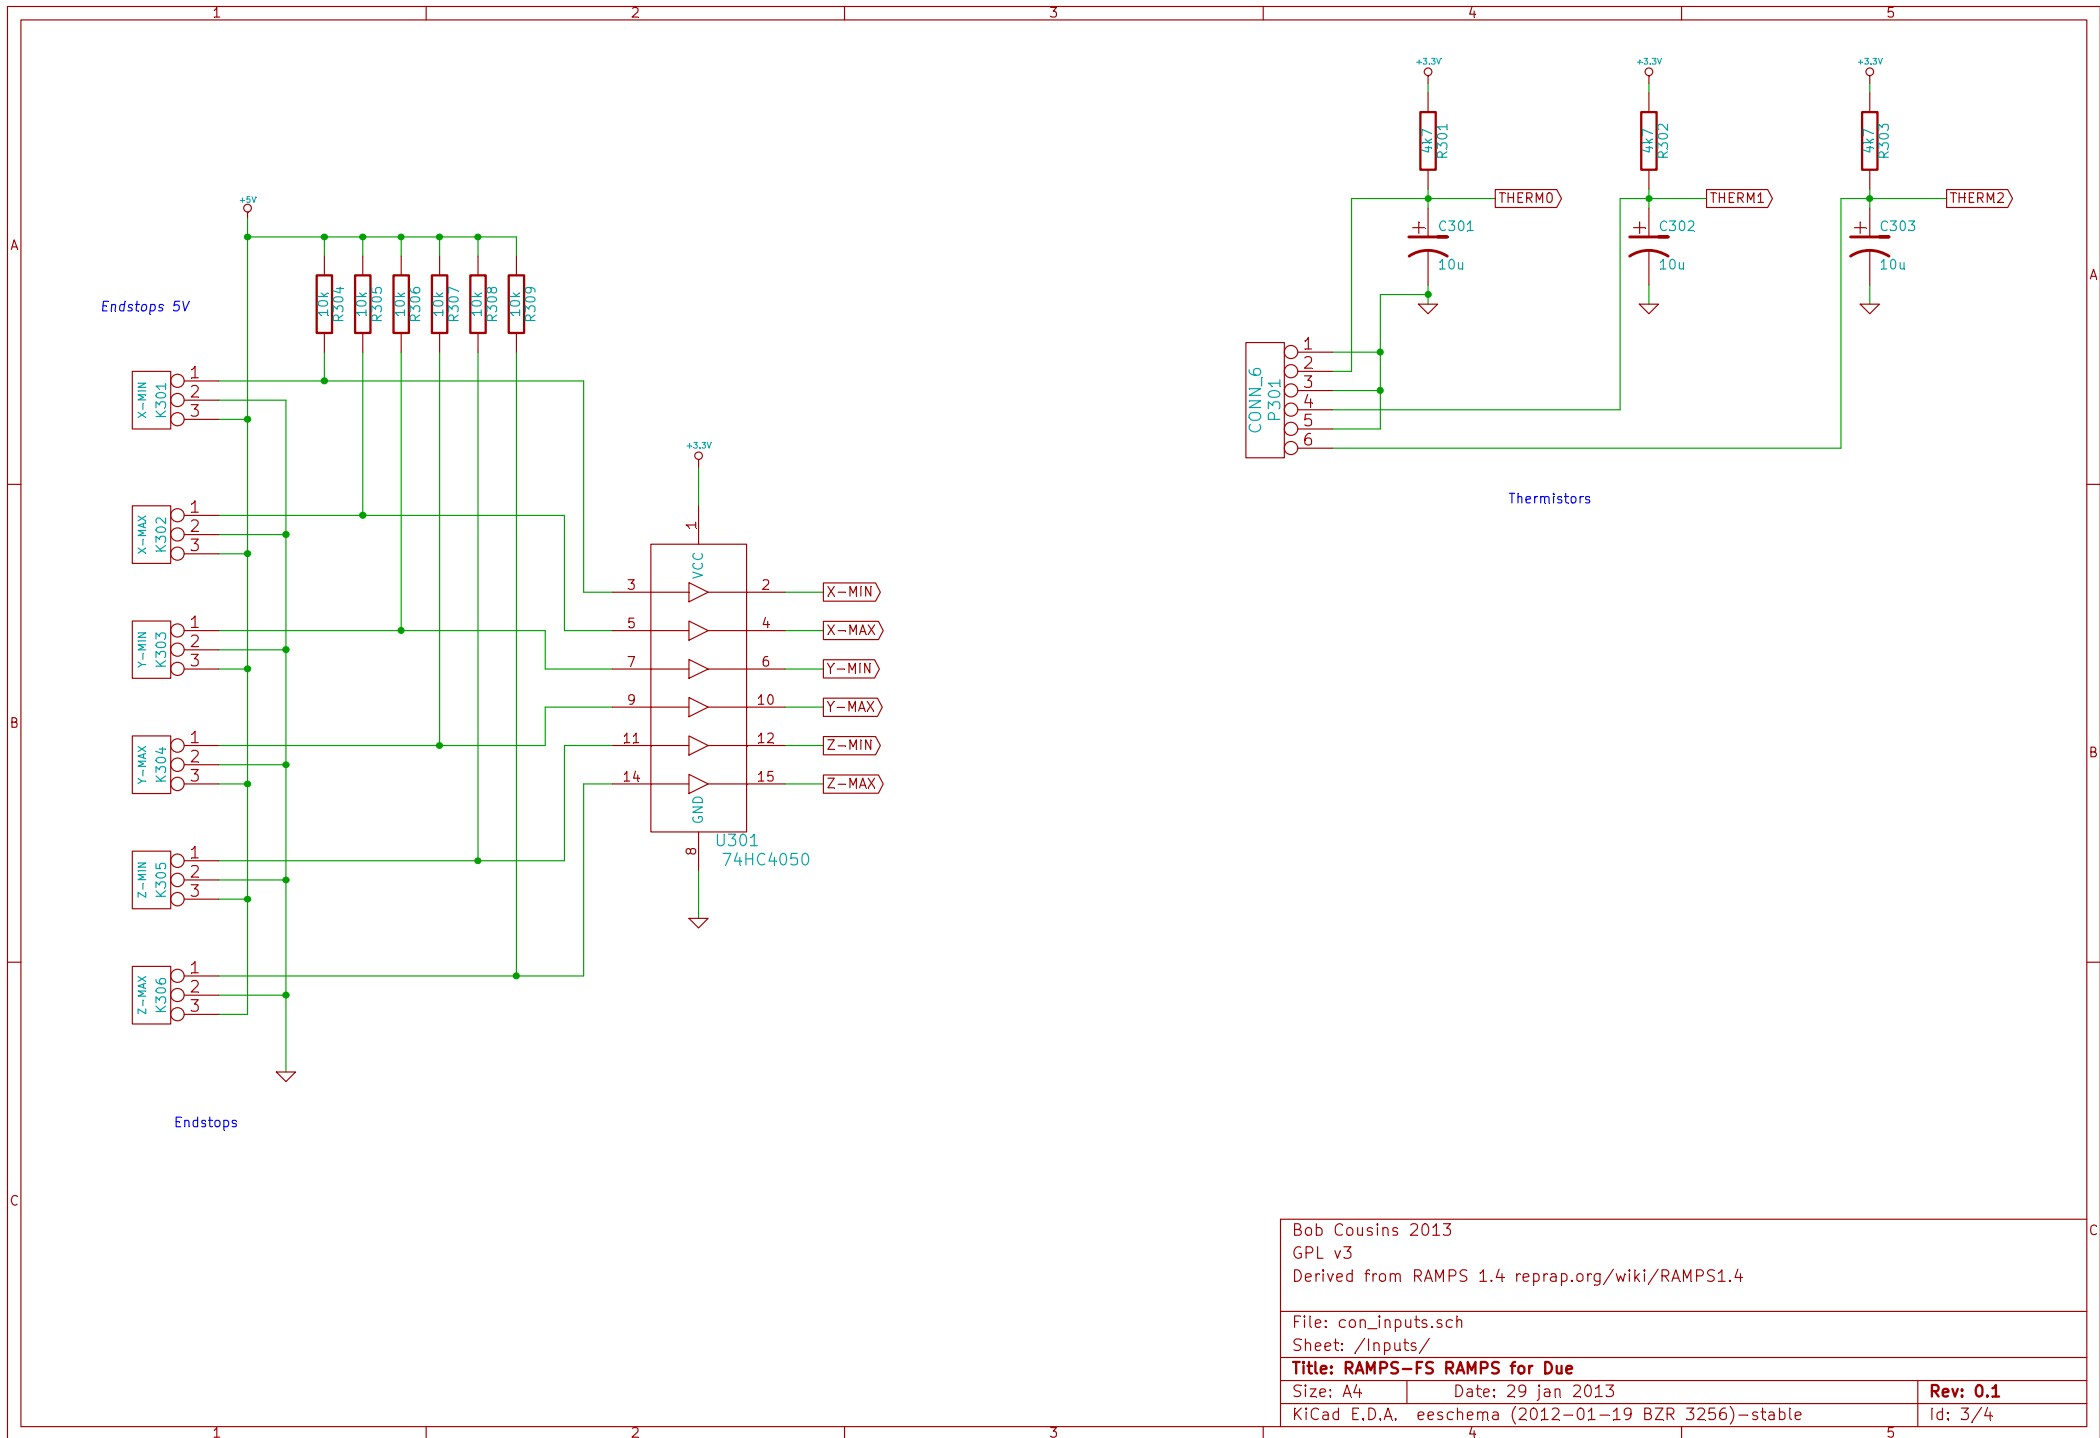 1 2 3 4 5
+3.3V +3.3V +3.3V
4k7 R301 4k7 R302 4k7 R303
THERM0 THERM1 THERM2
C301 C302 C303
10u 10u 10u
+5V
A A
10k R304 10k R305 10k R306 10k R307 10k R308 10k R309
Endstops 5V
X-MIN K301 1 2 3
X-MAX K302 1 2 3
Y-MIN K303 1 2 3
Y-MAX K304 1 2 3
Z-MIN K305 1 2 3
Z-MAX K306 1 2 3
CONN_6 P301 1 2 3 4 5 6
Thermistors
+3.3V
1
VCC
3 2 X-MIN
5 4 X-MAX
7 6 Y-MIN
9 10 Y-MAX
11 12 Z-MIN
14 15 Z-MAX
GND
8
U301
74HC4050
B B
Endstops
C C
Bob Cousins 2013
GPL v3
Derived from RAMPS 1.4 reprap.org/wiki/RAMPS1.4
File: con_inputs.sch
Sheet: /Inputs/
Title: RAMPS-FS RAMPS for Due
Size: A4 Date: 29 jan 2013 Rev: 0.1
KiCad E.D.A. eeschema (2012-01-19 BZR 3256)-stable Id: 3/4
1 2 3 4 5